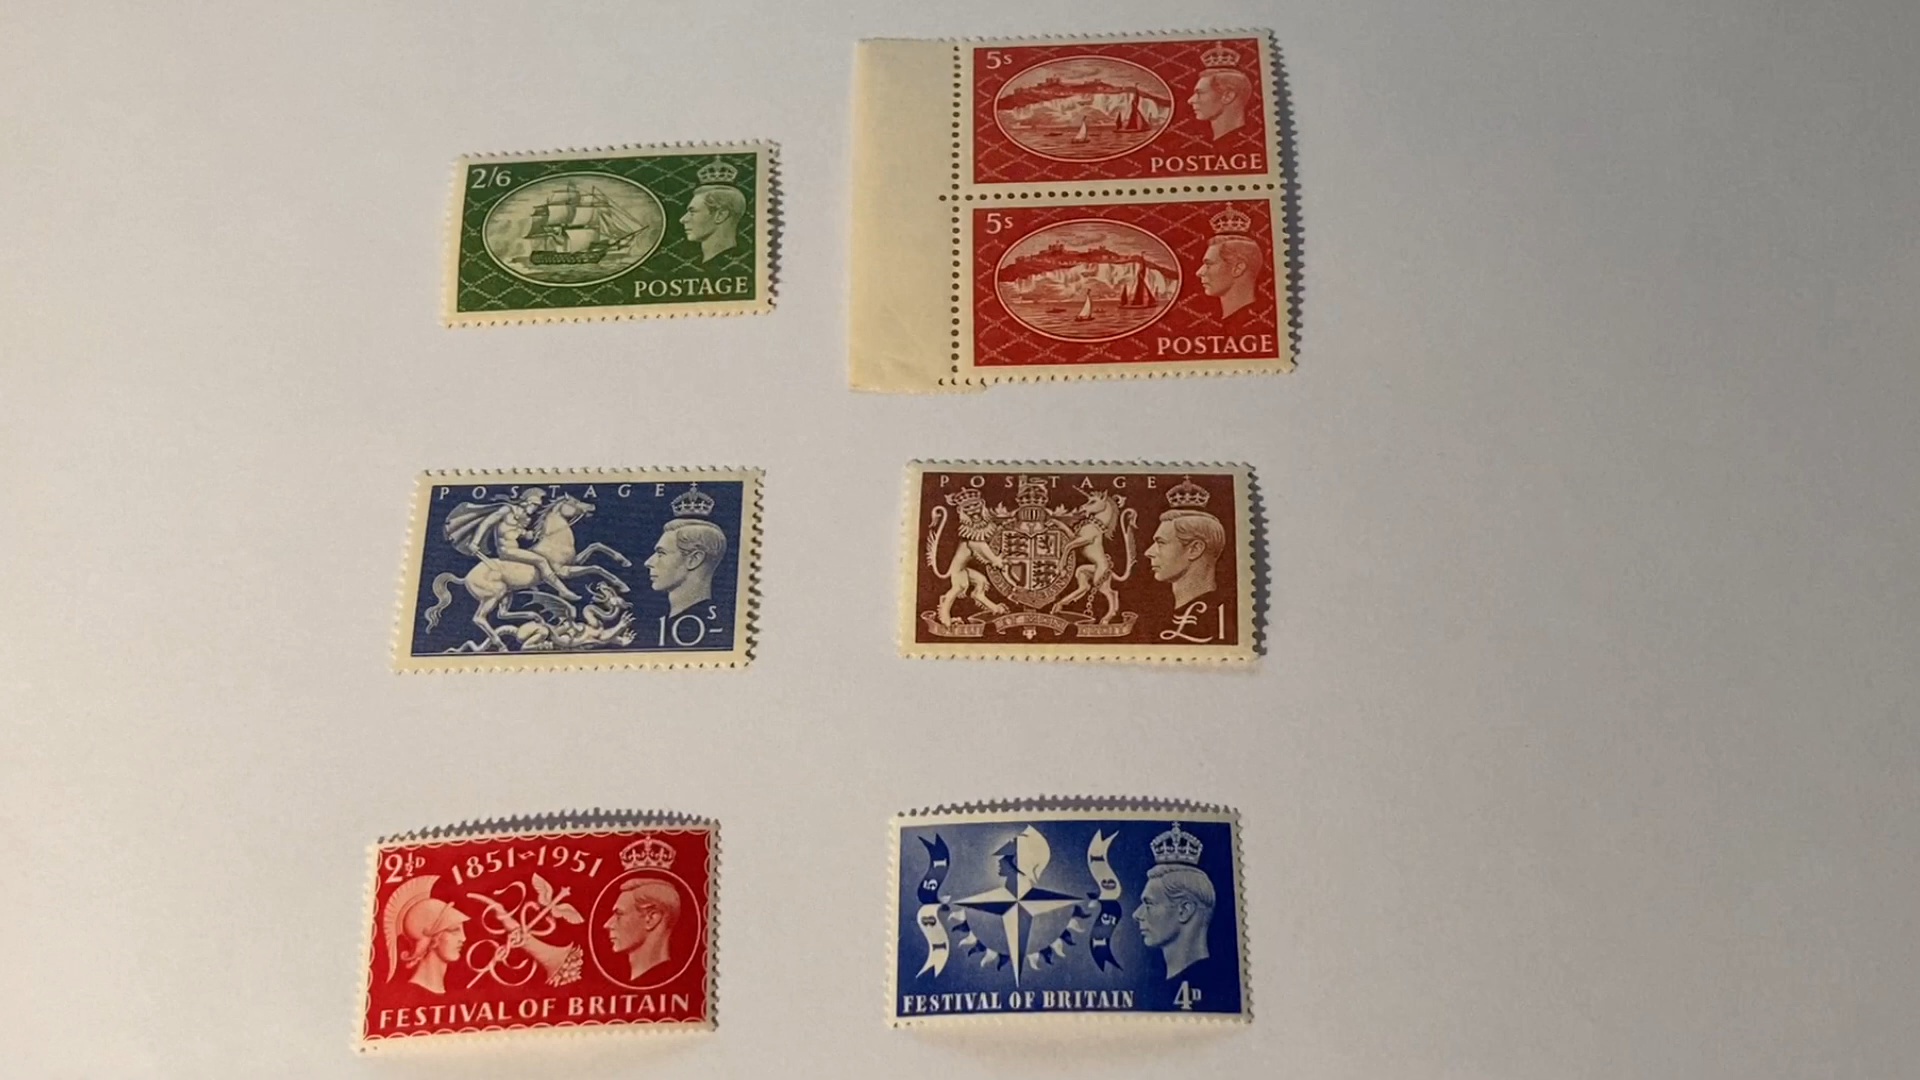 5s
POSTAGE
2/6
POSTAGE
5s
POSTAGE
POSTAGE
10s-
POSTAGE
£1
2½D
1851-1951
FESTIVAL OF BRITAIN
1851
1951
FESTIVAL OF BRITAIN
4D